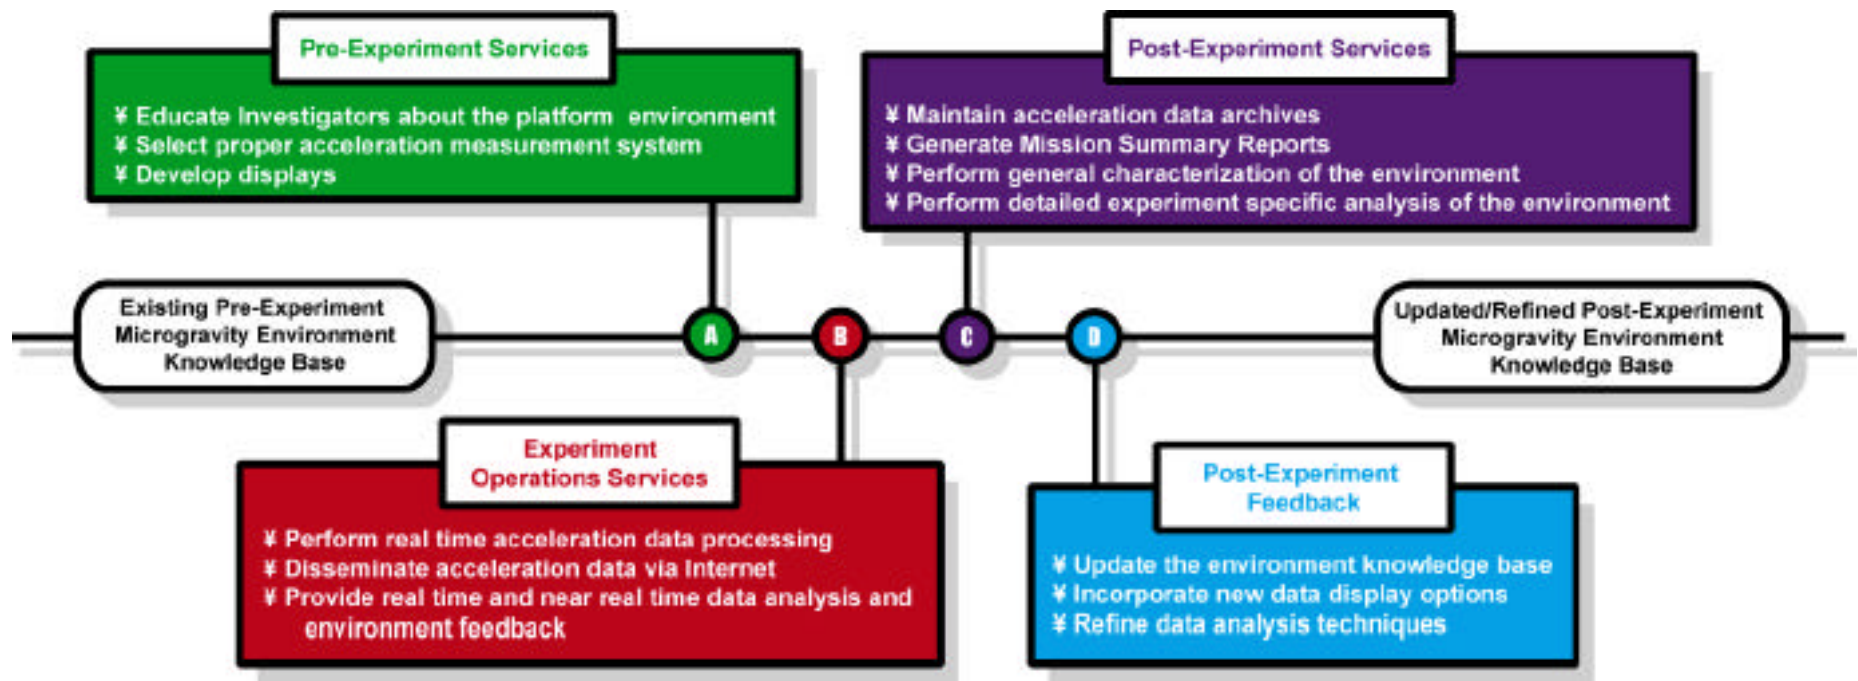 Pre-Experiment Services
¥ Educate Investigators about the platform environment
¥ Select proper acceleration measurement system
¥ Develop displays
Post-Experiment Services
¥ Maintain acceleration data archives
¥ Generate Mission Summary Reports
¥ Perform general characterization of the environment
¥ Perform detailed experiment specific analysis of the environment
Existing Pre-Experiment
Microgravity Environment
Knowledge Base
A
B
C
D
Updated/Refined Post-Experiment
Microgravity Environment
Knowledge Base
Experiment
Operations Services
¥ Perform real time acceleration data processing
¥ Disseminate acceleration data via Internet
¥ Provide real time and near real time data analysis and
environment feedback
Post-Experiment
Feedback
¥ Update the environment knowledge base
¥ Incorporate new data display options
¥ Refine data analysis techniques